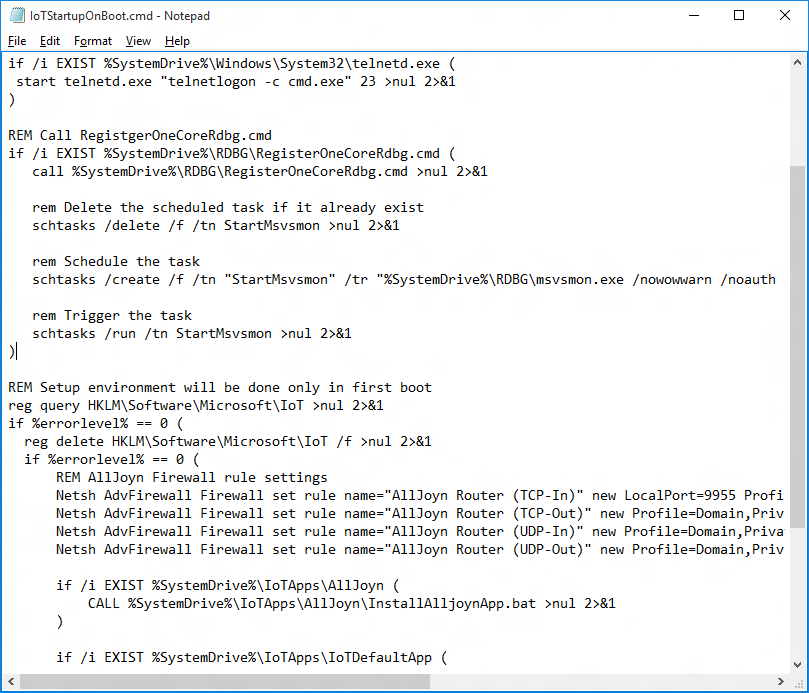 IoTStartupOnBoot.cmd - Notepad
File Edit Format View Help
if /i EXIST %SystemDrive%\Windows\System32\telnetd.exe (
 start telnetd.exe "telnetlogon -c cmd.exe" 23 >nul 2>&1
)

REM Call RegistgerOneCoreRdbg.cmd
if /i EXIST %SystemDrive%\RDBG\RegisterOneCoreRdbg.cmd (
   call %SystemDrive%\RDBG\RegisterOneCoreRdbg.cmd >nul 2>&1

   rem Delete the scheduled task if it already exist
   schtasks /delete /f /tn StartMsvsmon >nul 2>&1

   rem Schedule the task
   schtasks /create /f /tn "StartMsvsmon" /tr "%SystemDrive%\RDBG\msvsmon.exe /nowowwarn /noauth

   rem Trigger the task
   schtasks /run /tn StartMsvsmon >nul 2>&1
)

REM Setup environment will be done only in first boot
reg query HKLM\Software\Microsoft\IoT >nul 2>&1
if %errorlevel% == 0 (
  reg delete HKLM\Software\Microsoft\IoT /f >nul 2>&1
  if %errorlevel% == 0 (
      REM AllJoyn Firewall rule settings
      Netsh AdvFirewall Firewall set rule name="AllJoyn Router (TCP-In)" new LocalPort=9955 Profi
      Netsh AdvFirewall Firewall set rule name="AllJoyn Router (TCP-Out)" new Profile=Domain,Priv
      Netsh AdvFirewall Firewall set rule name="AllJoyn Router (UDP-In)" new Profile=Domain,Priva
      Netsh AdvFirewall Firewall set rule name="AllJoyn Router (UDP-Out)" new Profile=Domain,Priv

      if /i EXIST %SystemDrive%\IoTApps\AllJoyn (
          CALL %SystemDrive%\IoTApps\AllJoyn\InstallAlljoynApp.bat >nul 2>&1
      )

      if /i EXIST %SystemDrive%\IoTApps\IoTDefaultApp (